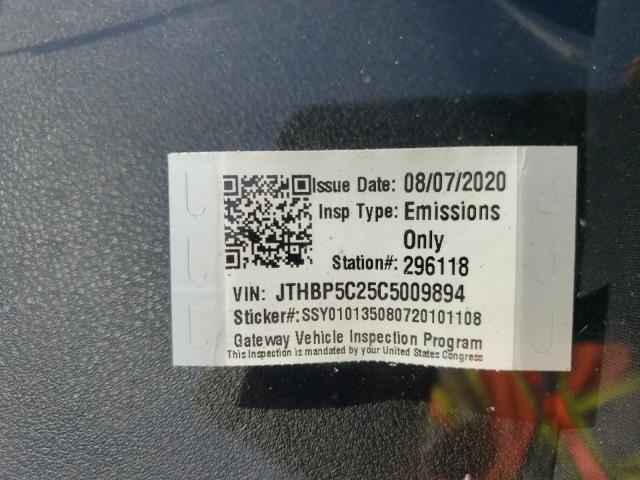 Issue Date: 08/07/2020
Insp Type: Emissions
Only
Station#: 296118
VIN: JTHBP5C25C5009894
Sticker#:SSY010135080720101108
Gateway Vehicle Inspection Program
This Inspection is mandated by your United States Congress